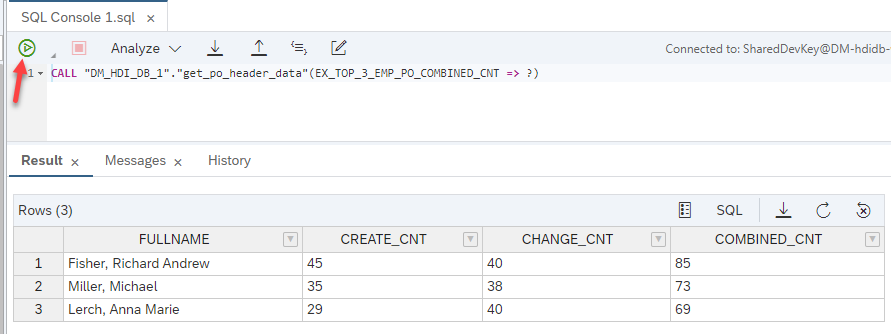 SQL Console 1.sql ×
Analyze
Connected to: SharedDevKey@DM-hdidb-
1 CALL "DM_HDI_DB_1"."get_po_header_data"(EX_TOP_3_EMP_PO_COMBINED_CNT => ?)
Result × Messages × History
Rows (3) SQL
FULLNAME CREATE_CNT CHANGE_CNT COMBINED_CNT
1 Fisher, Richard Andrew 45 40 85
2 Miller, Michael 35 38 73
3 Lerch, Anna Marie 29 40 69